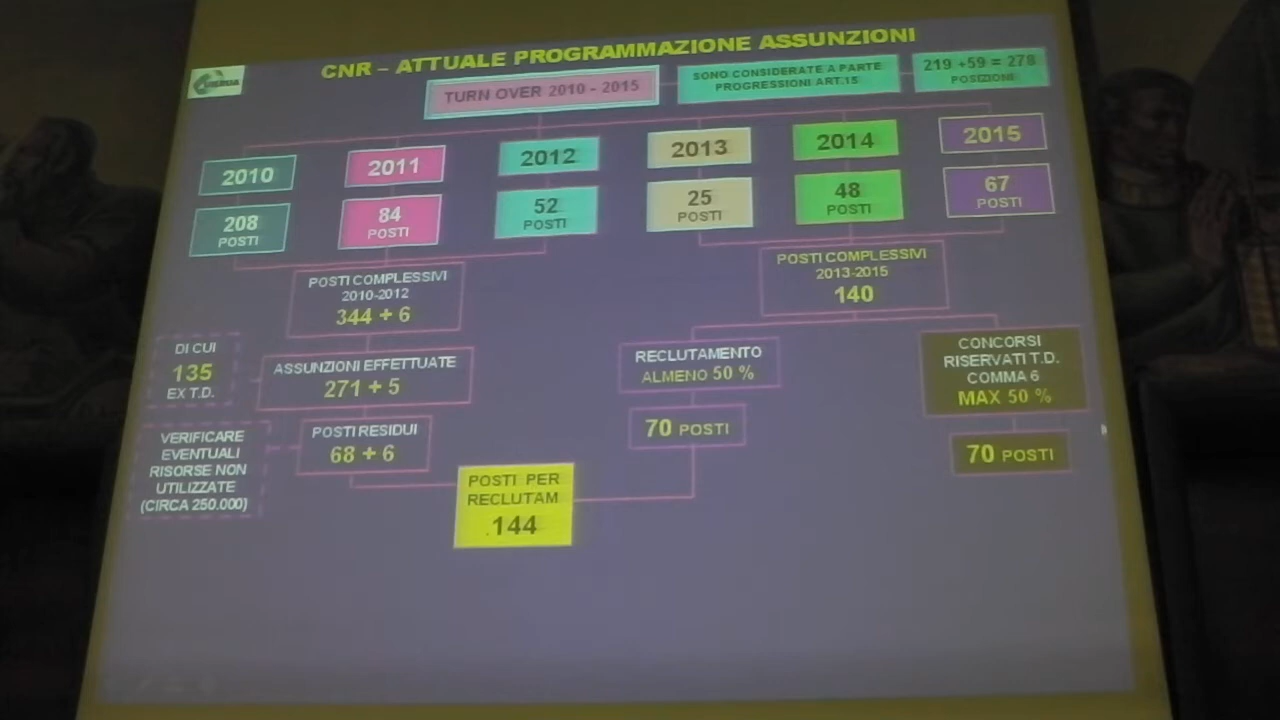 CNR – ATTUALE PROGRAMMAZIONE ASSUNZIONI
TURN OVER 2010 - 2015
SONO CONSIDERATE A PARTE
PROGRESSIONI ART.15
219 +59 = 278
POSIZIONI
2010
2011
2012
2013
2014
2015
208
POSTI
84
POSTI
52
POSTI
25
POSTI
48
POSTI
67
POSTI
POSTI COMPLESSIVI
2010-2012
344 + 6
POSTI COMPLESSIVI
2013-2015
140
DI CUI
135
EX T.D.
ASSUNZIONI EFFETTUATE
271 + 5
RECLUTAMENTO
ALMENO 50 %
CONCORSI
RISERVATI T.D.
COMMA 6
MAX 50 %
VERIFICARE
EVENTUALI
RISORSE NON
UTILIZZATE
(CIRCA 250.000)
POSTI RESIDUI
68 + 6
70 POSTI
70 POSTI
POSTI PER
RECLUTAM
144